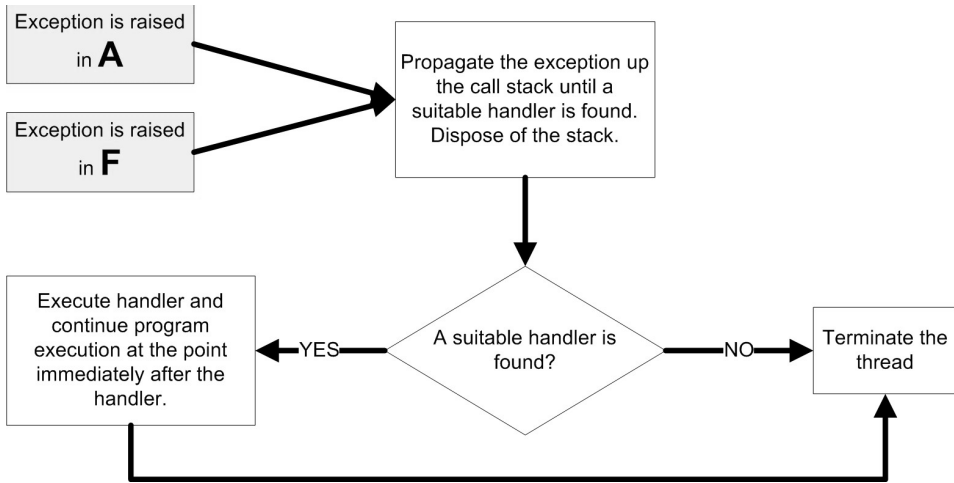 Exception is raised
in A
Propagate the exception up
the call stack until a
suitable handler is found.
Dispose of the stack.
Exception is raised
in F
Execute handler and
continue program
execution at the point
immediately after the
handler.
YES
A suitable handler is
found?
NO
Terminate the
thread